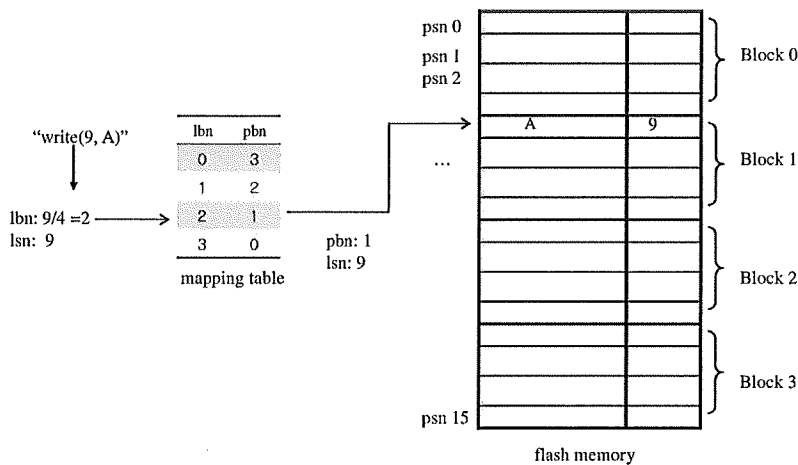 psn 0
psn 1
psn 2
Block 0
"write(9, A)"
lbn pbn
0 3
1 2
2 1
3 0
mapping table
lbn: 9/4 =2
lsn: 9
pbn: 1
lsn: 9
A 9
...
Block 1
Block 2
Block 3
psn 15
flash memory